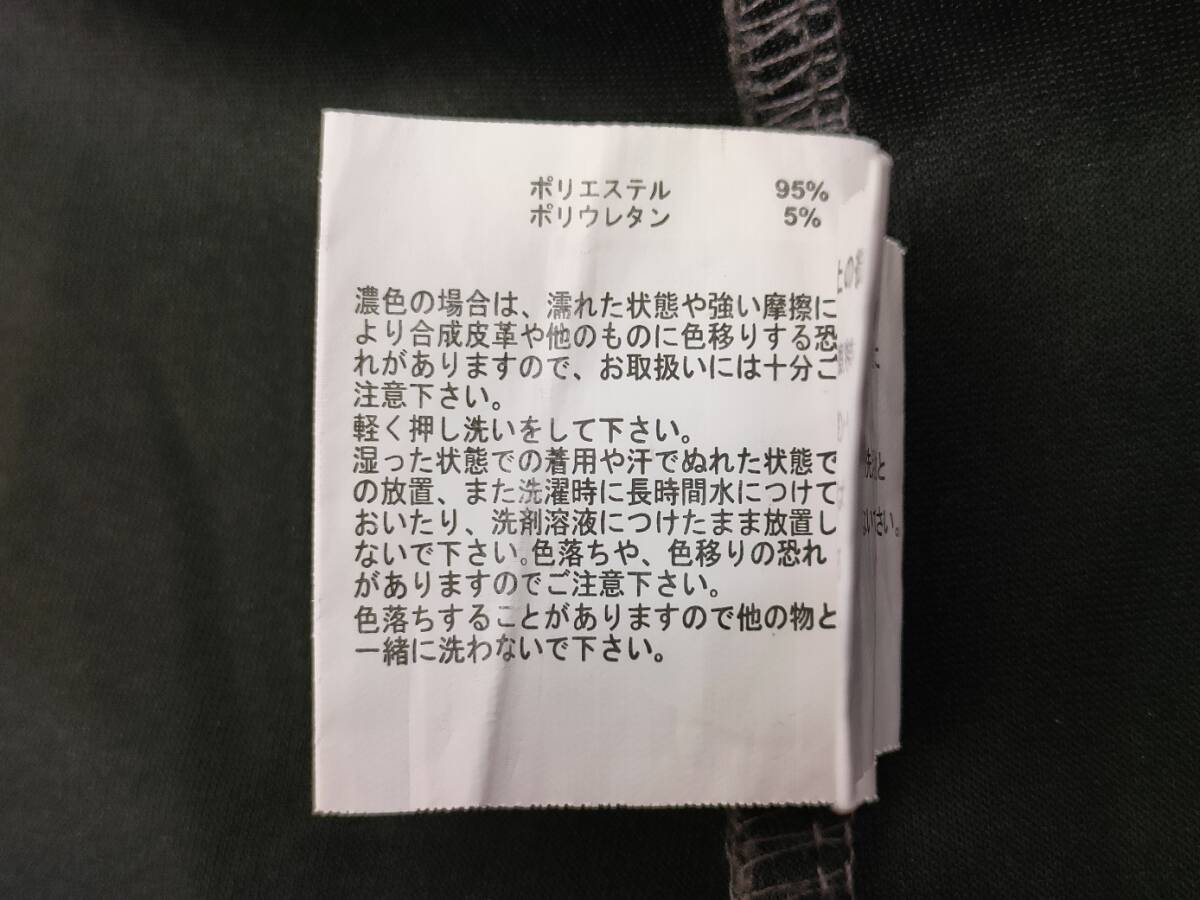 ポリエステル 95%
ポリウレタン 5%
濃色の場合は、濡れた状態や強い摩擦に
より合成皮革や他のものに色移りする恐
れがありますので、お取扱いには十分ご
注意下さい。
軽く押し洗いをして下さい。
湿った状態での着用や汗でぬれた状態で
の放置、また洗濯時に長時間水につけて
おいたり、洗剤溶液につけたまま放置し
ないで下さい。色落ちや、色移りの恐れ
がありますのでご注意下さい。
色落ちすることがありますので他の物と
一緒に洗わないで下さい。